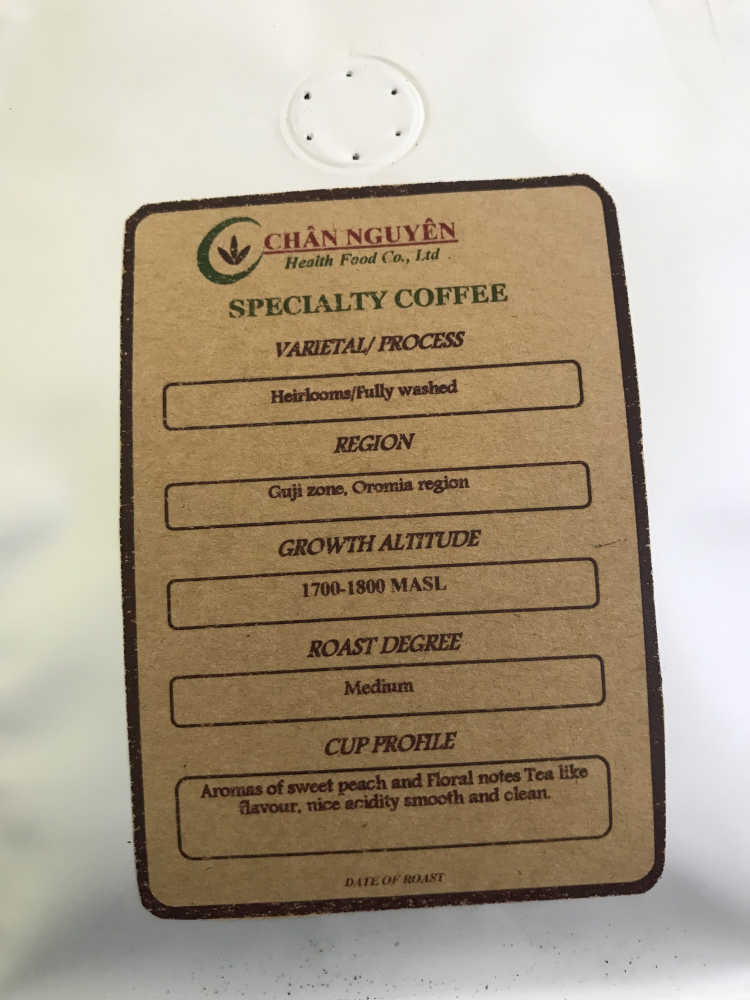 CHÂN NGUYÊN
Health Food Co., Ltd
SPECIALTY COFFEE
VARIETAL/ PROCESS
Heirlooms/Fully washed
REGION
Guji zone, Oromia region
GROWTH ALTITUDE
1700-1800 MASL
ROAST DEGREE
Medium
CUP PROFILE
Aromas of sweet peach and Floral notes Tea like
flavour, nice acidity smooth and clean.
DATE OF ROAST